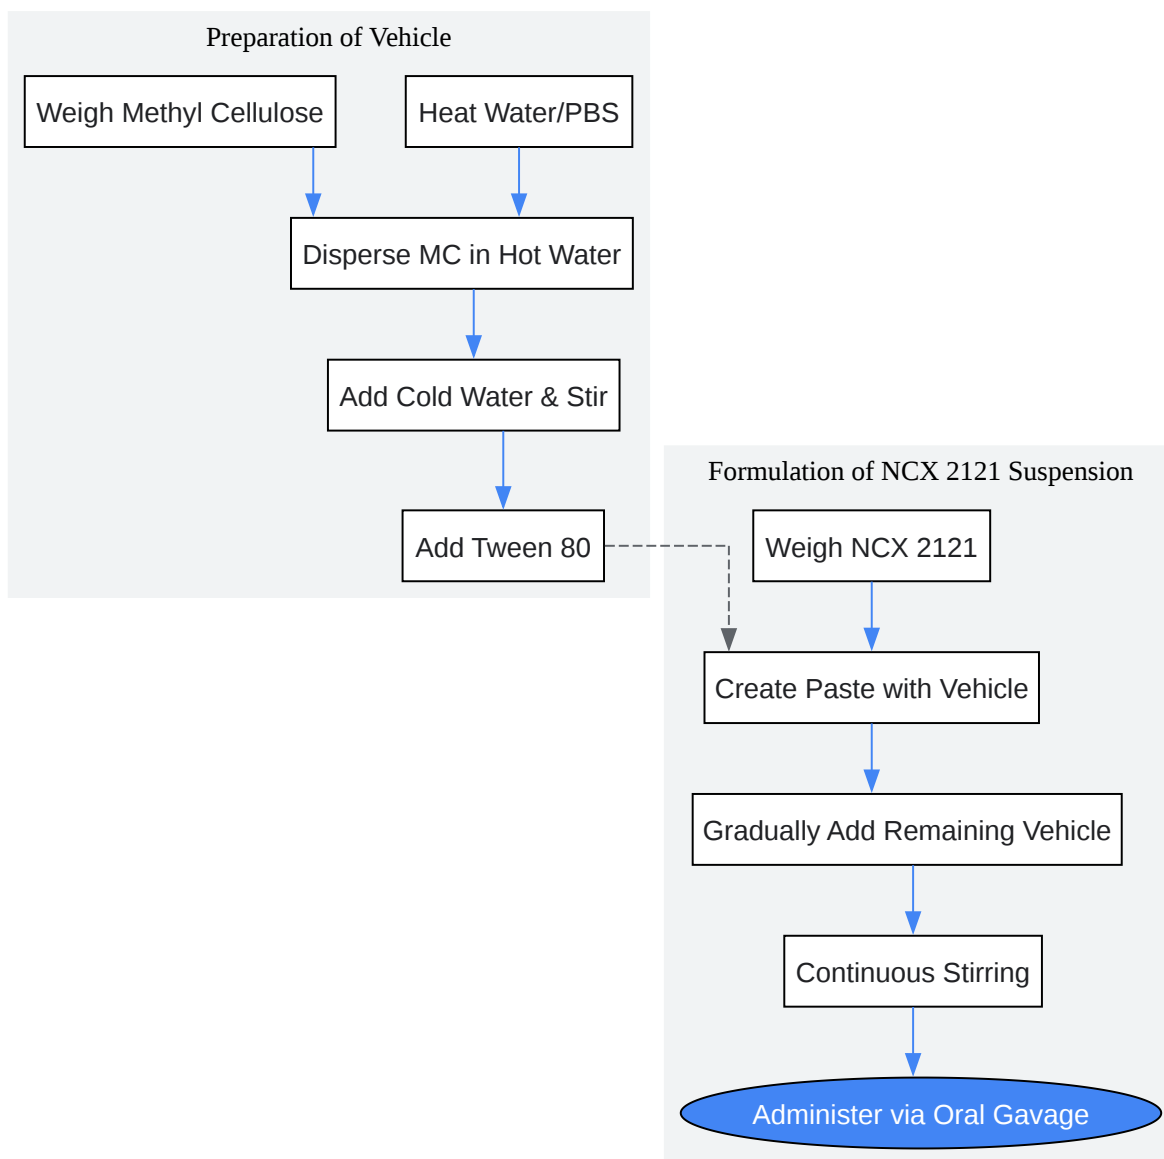 Preparation of Vehicle
Weigh Methyl Cellulose
Heat Water/PBS
Disperse MC in Hot Water
Add Cold Water & Stir
Add Tween 80
Formulation of NCX 2121 Suspension
Weigh NCX 2121
Create Paste with Vehicle
Gradually Add Remaining Vehicle
Continuous Stirring
Administer via Oral Gavage